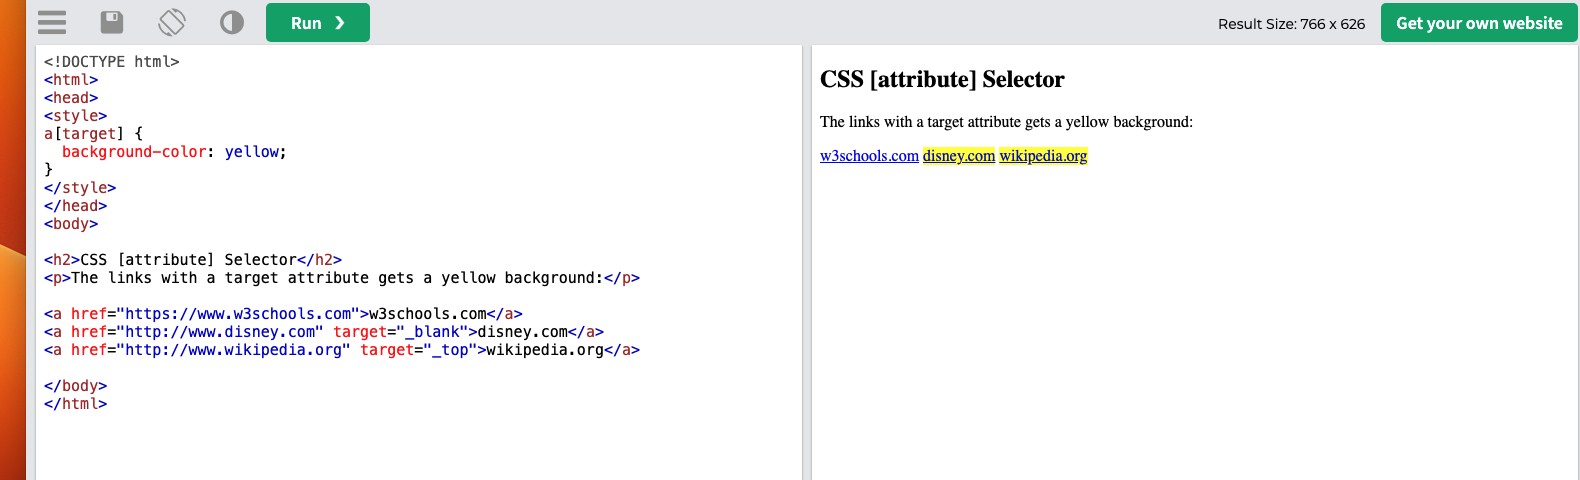 Run ❯
Result Size: 766 x 626
Get your own website
<!DOCTYPE html>
<html>
<head>
<style>
a[target] {
  background-color: yellow;
}
</style>
</head>
<body>
<h2>CSS [attribute] Selector</h2>
<p>The links with a target attribute gets a yellow background:</p>
<a href="https://www.w3schools.com">w3schools.com</a>
<a href="http://www.disney.com" target="_blank">disney.com</a>
<a href="http://www.wikipedia.org" target="_top">wikipedia.org</a>
</body>
</html>
CSS [attribute] Selector
The links with a target attribute gets a yellow background:
w3schools.com disney.com wikipedia.org